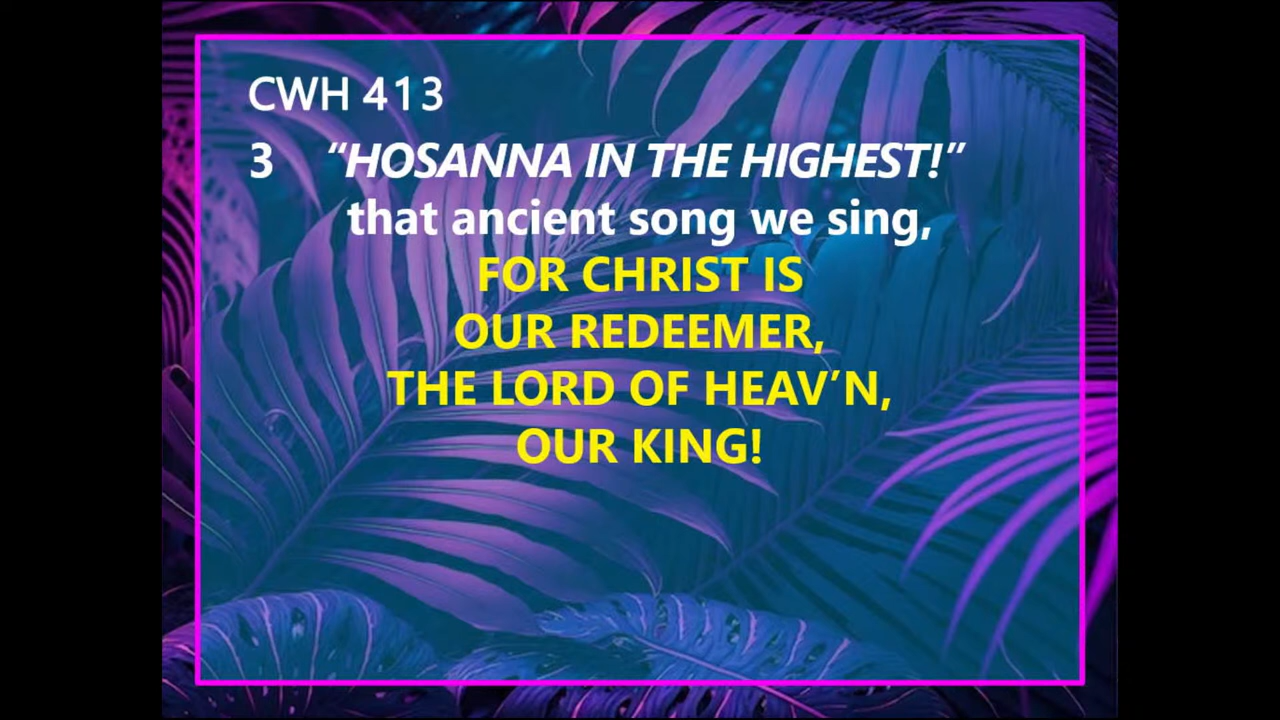 CWH 413
3 “HOSANNA IN THE HIGHEST!”
that ancient song we sing,
FOR CHRIST IS
OUR REDEEMER,
THE LORD OF HEAV’N,
OUR KING!